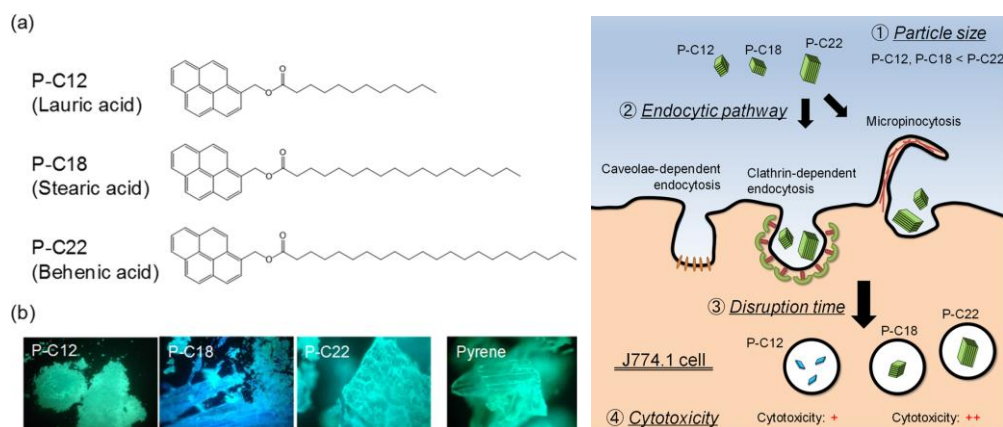 (a)
P-C12
(Lauric acid)
O
O
P-C18
(Stearic acid)
O
O
P-C22
(Behenic acid)
O
O
(b)
P-C12
P-C18
P-C22
Pyrene
① Particle size
P-C12, P-C18 < P-C22
P-C12
P-C18
P-C22
② Endocytic pathway
Micropinocytosis
Caveolae-dependent
endocytosis
Clathrin-dependent
endocytosis
③ Disruption time
P-C12
P-C18
P-C22
J774.1 cell
④ Cytotoxicity
Cytotoxicity: +
Cytotoxicity: ++